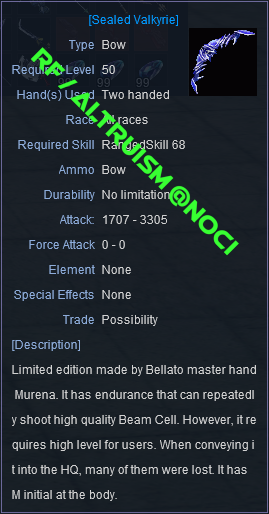 [Sealed Valkyrie]
Type Bow
Required Level 50
Hand(s) Used Two handed
Race All races
Required Skill RangedSkill 68
Ammo Bow
Durability No limitation
Attack: 1707 - 3305
Force Attack 0 - 0
Element None
Special Effects None
Trade Possibility
[Description]
Limited edition made by Bellato master hand
Murena. It has endurance that can repeatedl
y shoot high quality Beam Cell. However, it re
quires high level for users. When conveying i
t into the HQ, many of them were lost. It has
M initial at the body.
RF / ALTRUISM @NOCI